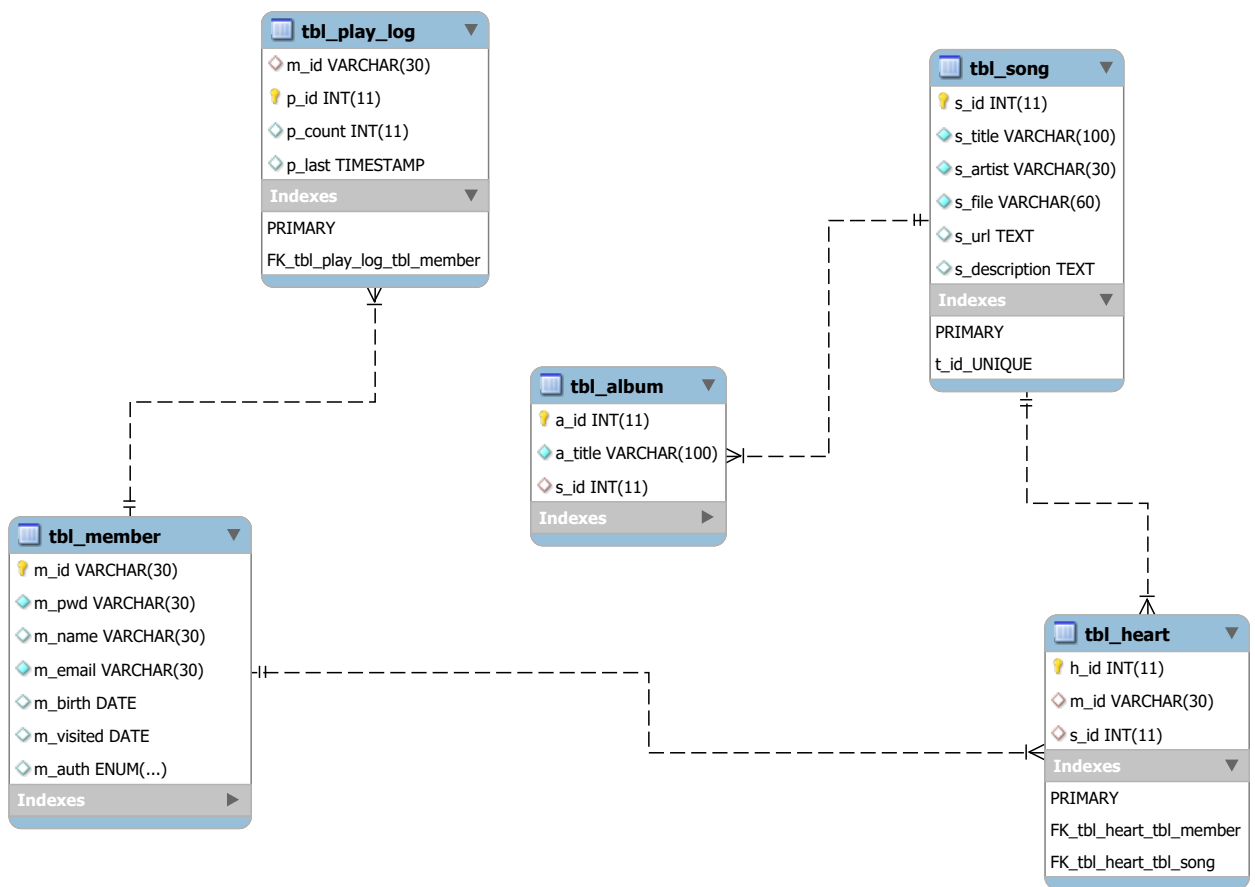 tbl_play_log
m_id VARCHAR(30)
p_id INT(11)
p_count INT(11)
p_last TIMESTAMP
Indexes
PRIMARY
FK_tbl_play_log_tbl_member
tbl_song
s_id INT(11)
s_title VARCHAR(100)
s_artist VARCHAR(30)
s_file VARCHAR(60)
s_url TEXT
s_description TEXT
Indexes
PRIMARY
t_id_UNIQUE
tbl_album
a_id INT(11)
a_title VARCHAR(100)
s_id INT(11)
Indexes
tbl_member
m_id VARCHAR(30)
m_pwd VARCHAR(30)
m_name VARCHAR(30)
m_email VARCHAR(30)
m_birth DATE
m_visited DATE
m_auth ENUM(...)
Indexes
tbl_heart
h_id INT(11)
m_id VARCHAR(30)
s_id INT(11)
Indexes
PRIMARY
FK_tbl_heart_tbl_member
FK_tbl_heart_tbl_song